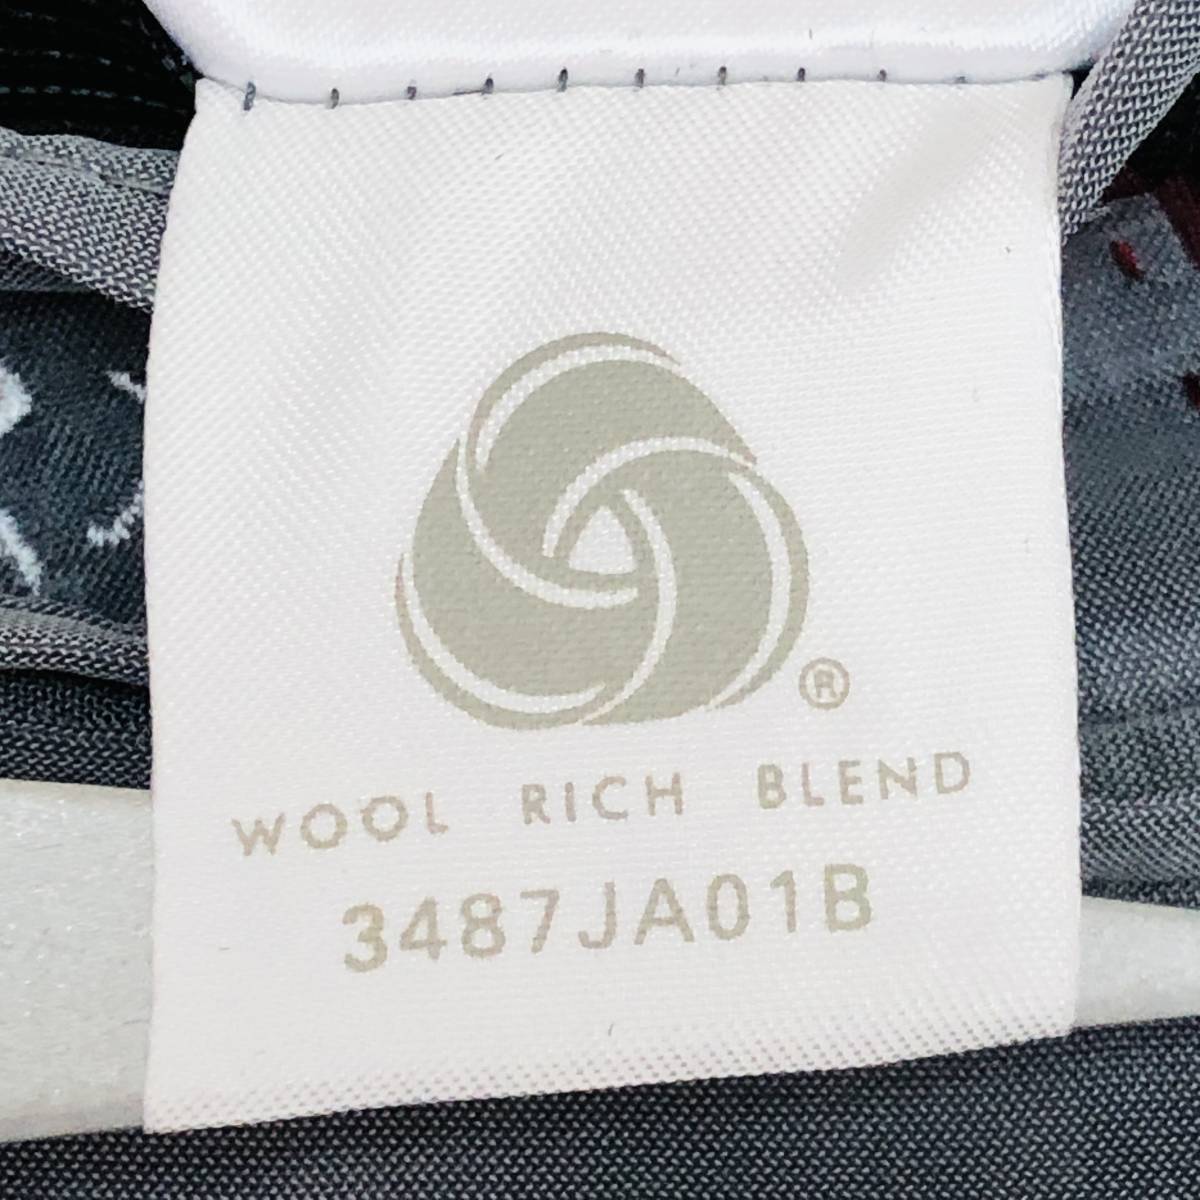 ®
WOOL RICH BLEND
3487JA01B